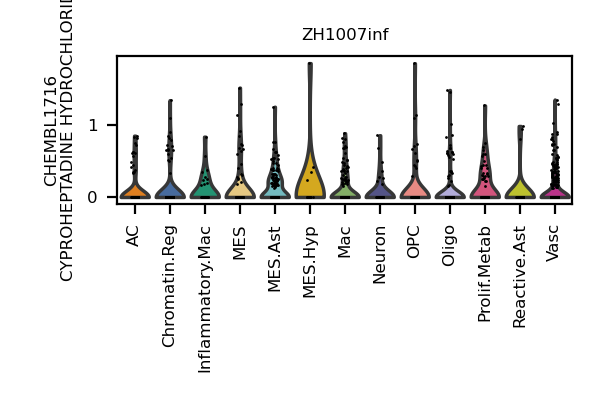 ZH1007inf
CHEMBL1716
CYPROHEPTADINE HYDROCHLORID
1
0
AC
Chromatin.Reg
Inflammatory.Mac
MES
MES.Ast
MES.Hyp
Mac
Neuron
OPC
Oligo
Prolif.Metab
Reactive.Ast
Vasc